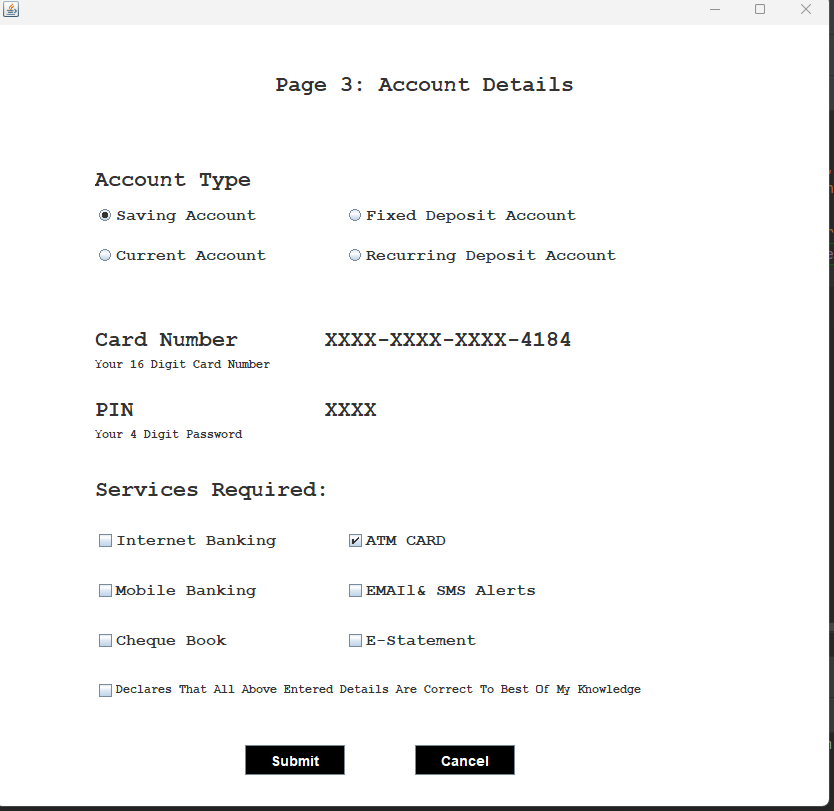 Page 3: Account Details
Account Type
Saving Account Fixed Deposit Account
Current Account Recurring Deposit Account
Card Number XXXX-XXXX-XXXX-4184
Your 16 Digit Card Number
PIN XXXX
Your 4 Digit Password
Services Required:
Internet Banking ATM CARD
Mobile Banking EMAIl& SMS Alerts
Cheque Book E-Statement
Declares That All Above Entered Details Are Correct To Best Of My Knowledge
Submit Cancel